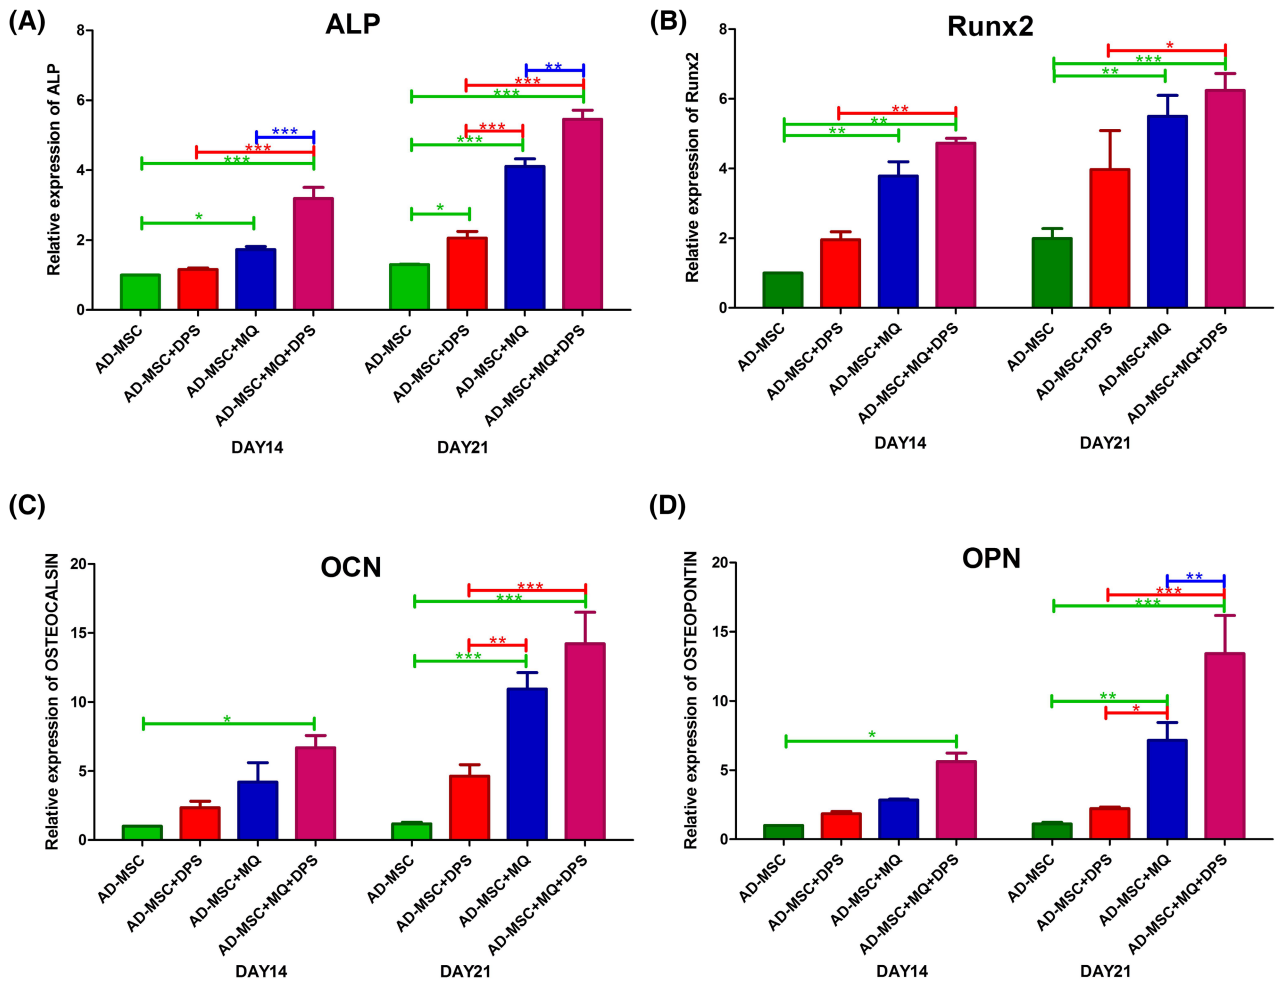 (A)
ALP
Relative expression of ALP
8
6
4
2
0
**
***
***
***
***
***
***
***
*
*
AD-MSC
AD-MSC+DPS
AD-MSC+MQ
AD-MSC+MQ+DPS
AD-MSC
AD-MSC+DPS
AD-MSC+MQ
AD-MSC+MQ+DPS
DAY14
DAY21
(B)
Runx2
Relative expression of Runx2
8
6
4
2
0
*
***
**
**
**
**
AD-MSC
AD-MSC+DPS
AD-MSC+MQ
AD-MSC+MQ+DPS
AD-MSC
AD-MSC+DPS
AD-MSC+MQ
AD-MSC+MQ+DPS
DAY14
DAY21
(C)
OCN
Relative expression of OSTEOCALSIN
20
15
10
5
0
***
***
**
***
*
AD-MSC
AD-MSC+DPS
AD-MSC+MQ
AD-MSC+MQ+DPS
AD-MSC
AD-MSC+DPS
AD-MSC+MQ
AD-MSC+MQ+DPS
DAY14
DAY21
(D)
OPN
Relative expression of OSTEOPONTIN
20
15
10
5
0
**
***
***
**
*
*
AD-MSC
AD-MSC+DPS
AD-MSC+MQ
AD-MSC+MQ+DPS
AD-MSC
AD-MSC+DPS
AD-MSC+MQ
AD-MSC+MQ+DPS
DAY14
DAY21